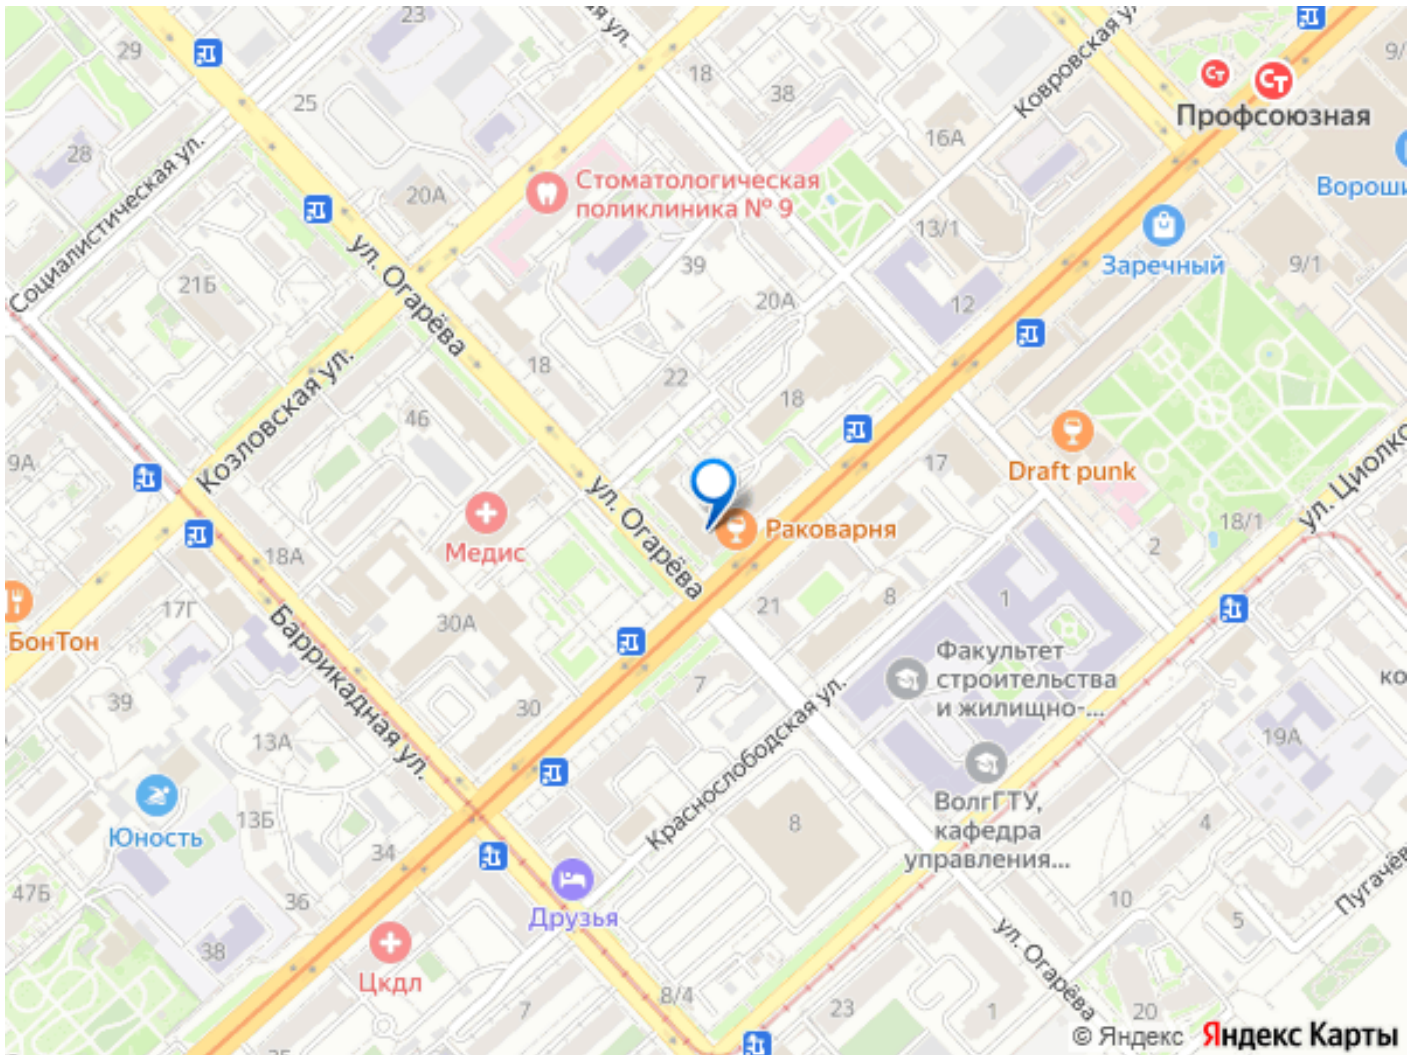 23
29
ая ул.
Ковровская ул
9/
Ст
Ст
Профсоюзная
18
38
25
16А
28
Социалистическая ул.
Стоматологическая
поликлиника № 9
20А
Вороши
13/1
ул. Огарёва
39
Заречный
9/1
21Б
20А
12
18
22
Козловская ул.
18
46
9А
17
Draft punk
ул. Циолко
ул. Огарёва
Медис
Раковарня
18/1
18А
2
17Г
Баррикадная ул.
30А
21
8
1
БонТон
Факультет
строительства
и жилищно-...
ко
39
7
30
Краснослободская ул.
13А
19А
ВолгГТУ,
кафедра
управления...
Юность
13Б
8
4
34
47Б
36
Друзья
10
5
Пугачёв
38
Цкдл
ул. Огарёва
8/4
7
23
1
20
© Яндекс
Яндекс Карты